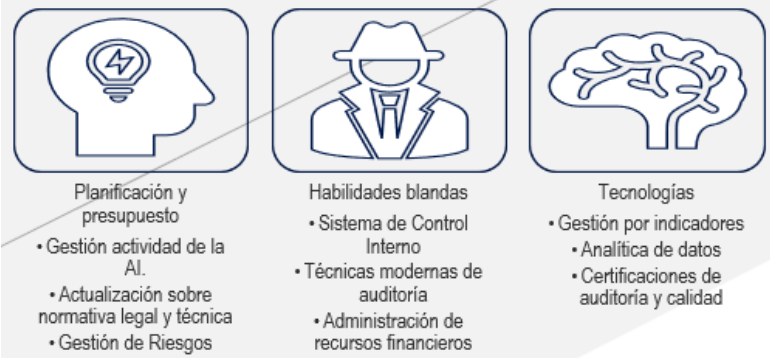 Planificación y
presupuesto
• Gestión actividad de la
AI.
• Actualización sobre
normativa legal y técnica
• Gestión de Riesgos
Habilidades blandas
• Sistema de Control
Interno
• Técnicas modernas de
auditoría
• Administración de
recursos financieros
Tecnologías
• Gestión por indicadores
• Analítica de datos
• Certificaciones de
auditoría y calidad